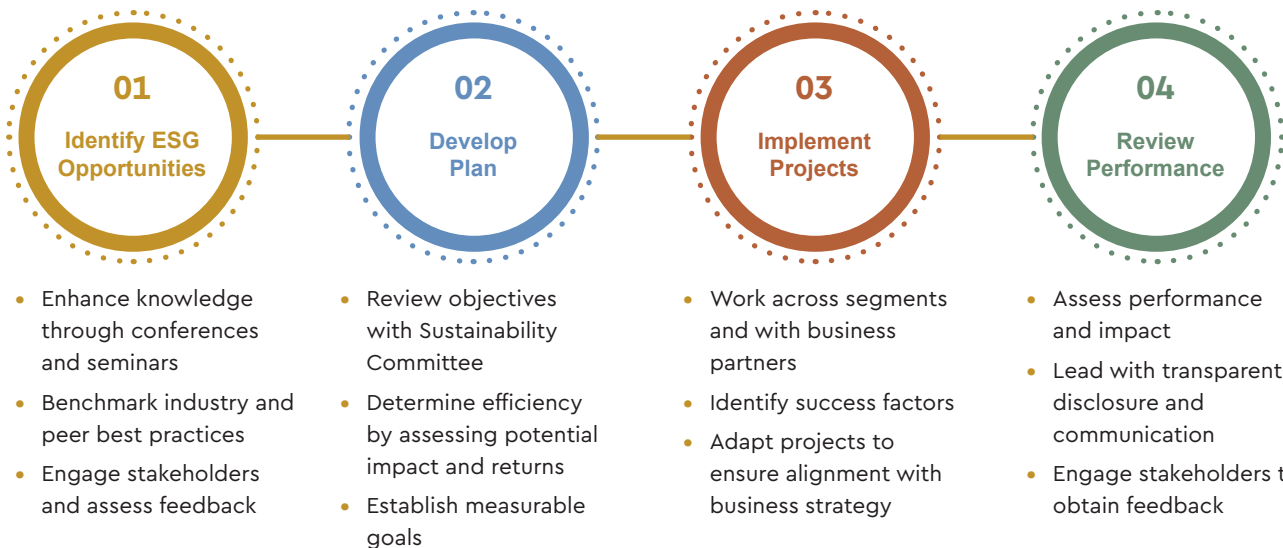 01
Identify ESG
Opportunities
• Enhance knowledge
through conferences
and seminars
• Benchmark industry and
peer best practices
• Engage stakeholders
and assess feedback
02
Develop
Plan
• Review objectives
with Sustainability
Committee
• Determine efficiency
by assessing potential
impact and returns
• Establish measurable
goals
03
Implement
Projects
• Work across segments
and with business
partners
• Identify success factors
• Adapt projects to
ensure alignment with
business strategy
04
Review
Performance
• Assess performance
and impact
• Lead with transparent
disclosure and
communication
• Engage stakeholders
obtain feedback